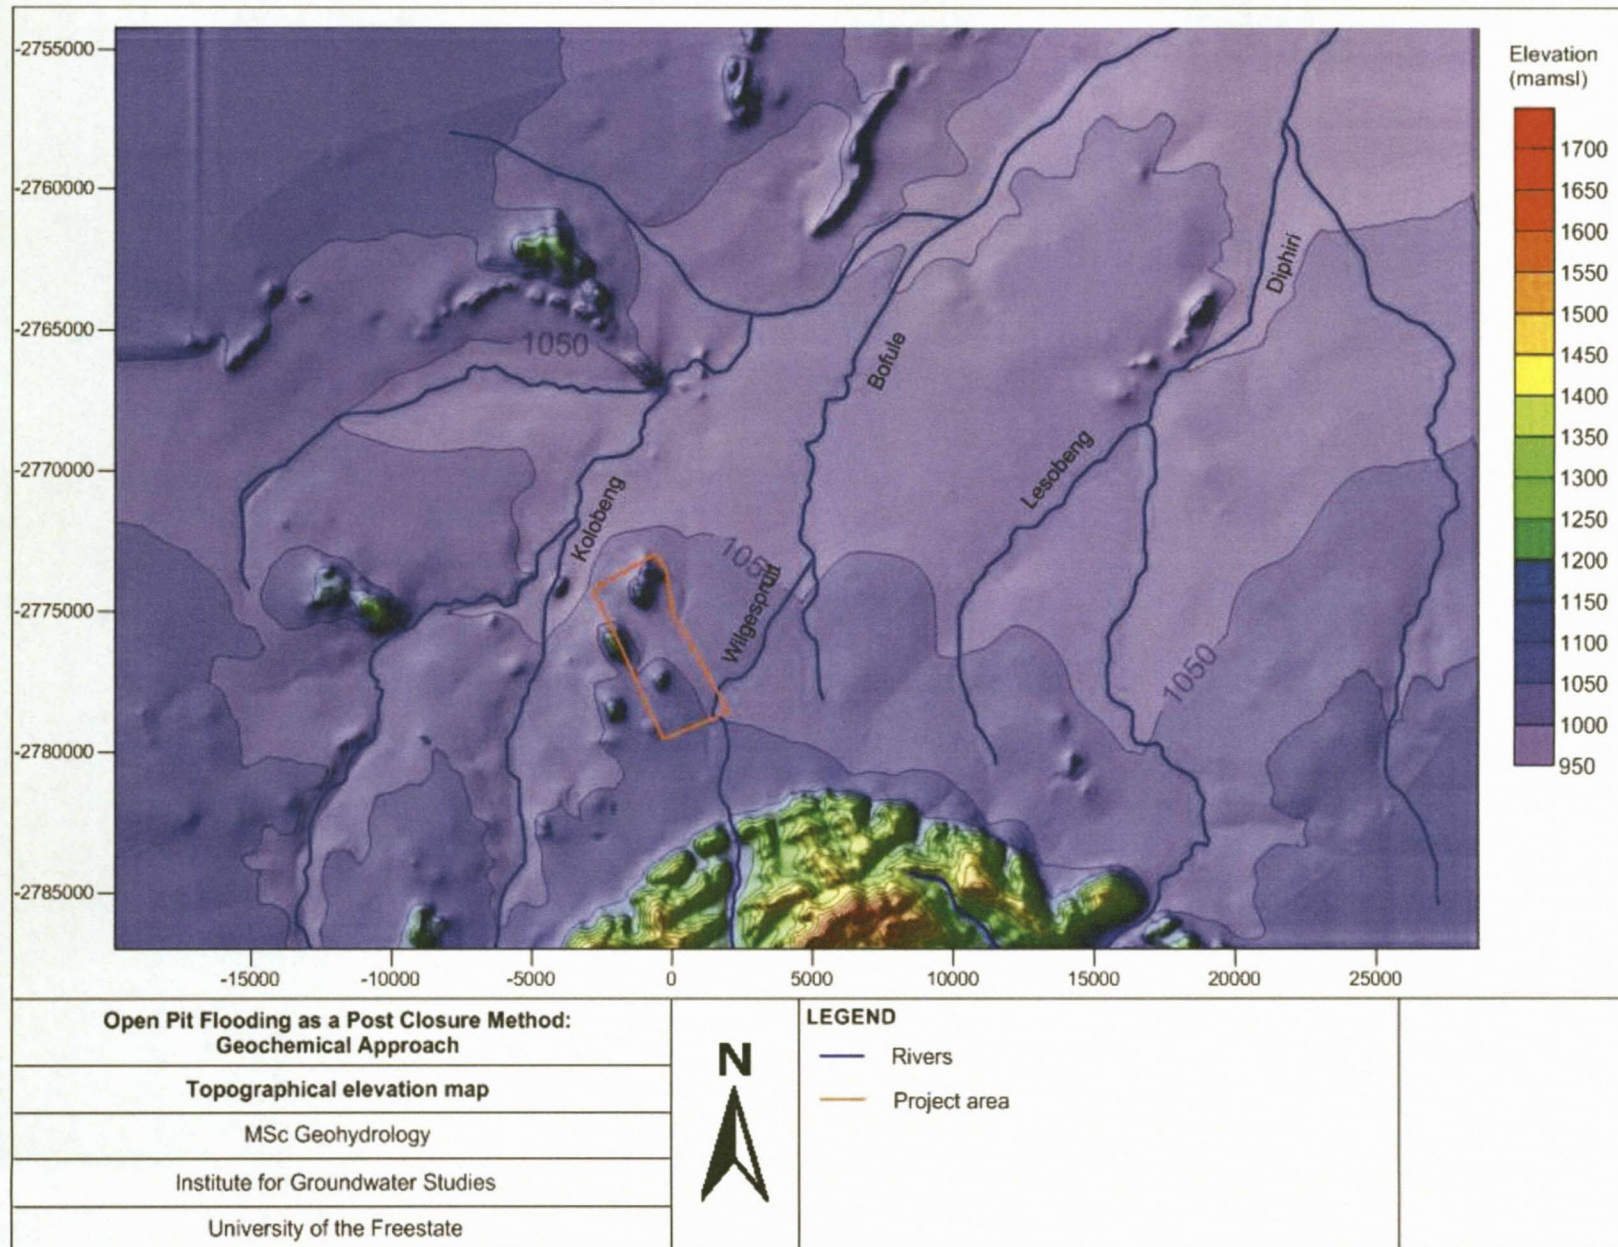 -2755000
-2760000
-2765000
-2770000
-2775000
-2780000
-2785000
-15000
-10000
-5000
0
5000
10000
15000
20000
25000
1050
Kolobeng
Bofule
1050
Wilgespruit
Lesobeng
Diphiri
1050
Elevation
(mamsl)
1700
1650
1600
1550
1500
1450
1400
1350
1300
1250
1200
1150
1100
1050
1000
950
Open Pit Flooding as a Post Closure Method:
Geochemical Approach
Topographical elevation map
MSc Geohydrology
Institute for Groundwater Studies
University of the Freestate
N
LEGEND
Rivers
Project area